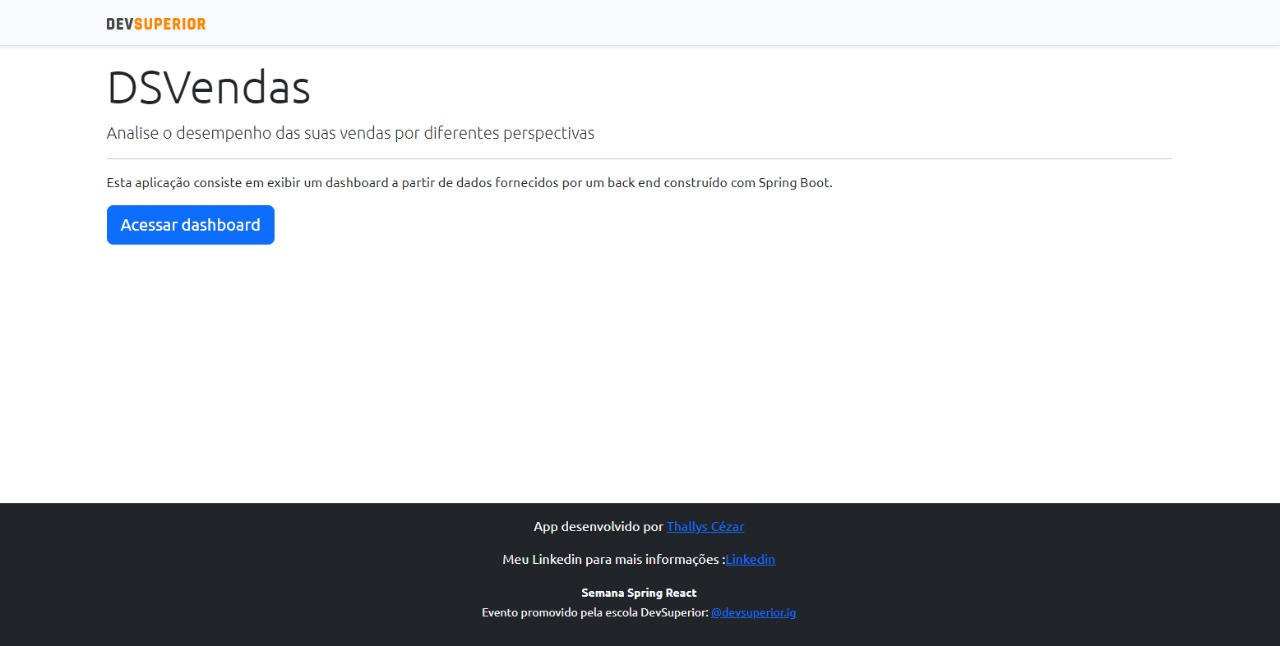 DEVSUPERIOR
DSVendas
Analise o desempenho das suas vendas por diferentes perspectivas
Esta aplicação consiste em exibir um dashboard a partir de dados fornecidos por um back end construído com Spring Boot.
Acessar dashboard
App desenvolvido por Thallys Cézar
Meu Linkedin para mais informações :Linkedin
Semana Spring React
Evento promovido pela escola DevSuperior: @devsuperior.ig